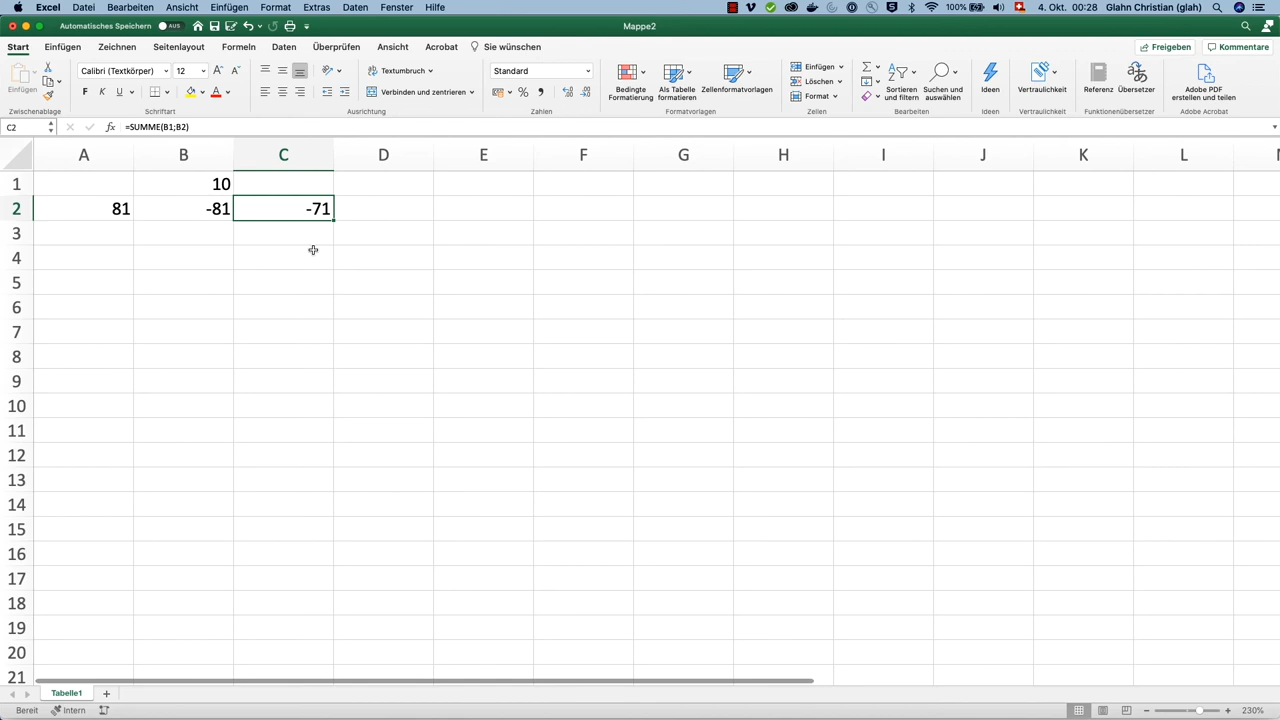 Excel Datei Bearbeiten Ansicht Einfügen Format Extras Daten Fenster Hilfe 100% 4. Okt. 00:28 Glahn Christian (glah)
Automatisches Speichern AUS Mappe2
Start Einfügen Zeichnen Seitenlayout Formeln Daten Überprüfen Ansicht Acrobat Sie wünschen Freigeben Kommentare
Calibri (Textkörper) 12 A A Textumbruch Standard Einfügen
Einfügen F K U A Verbinden und zentrieren % Bedingte Formatierung Als Tabelle formatieren Zellenformatvorlagen Löschen Format Sortieren und filtern Suchen und auswählen Ideen Vertraulichkeit Referenz Übersetzer Adobe PDF erstellen und teilen
Zwischenablage Schriftart Ausrichtung Zahlen Formatvorlagen Zellen Bearbeiten Ideen Vertraulichkeit Funktionenübersetzer Adobe Acrobat
C2 fx =SUMME(B1;B2)
A B C D E F G H I J K L
1 10
2 81 -81 -71
3
4
5
6
7
8
9
10
11
12
13
14
15
16
17
18
19
20
21
Tabelle1
Bereit Intern 230%